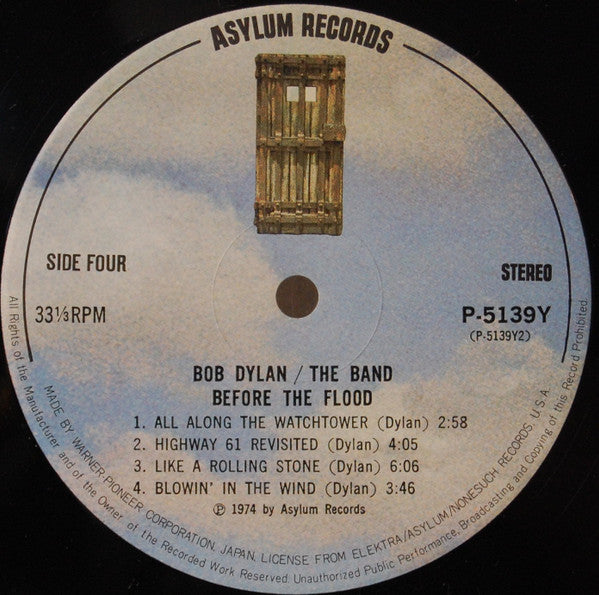 ASYLUM RECORDS
SIDE FOUR
STEREO
33⅓RPM
P-5139Y
(P-5139Y2)
BOB DYLAN / THE BAND
BEFORE THE FLOOD
1. ALL ALONG THE WATCHTOWER (Dylan) 2:58
2. HIGHWAY 61 REVISITED (Dylan) 4:05
3. LIKE A ROLLING STONE (Dylan) 6:06
4. BLOWIN' IN THE WIND (Dylan) 3:46
Ⓟ 1974 by Asylum Records
MADE BY WARNER-PIONEER CORPORATION, JAPAN, LICENSE FROM ELEKTRA/ASYLUM/NONESUCH RECORDS, U.S.A.
All Rights of the Manufacturer and of the Owner of the Recorded Work Reserved. Unauthorized Public Performance, Broadcasting and Copying of this Record Prohibited.